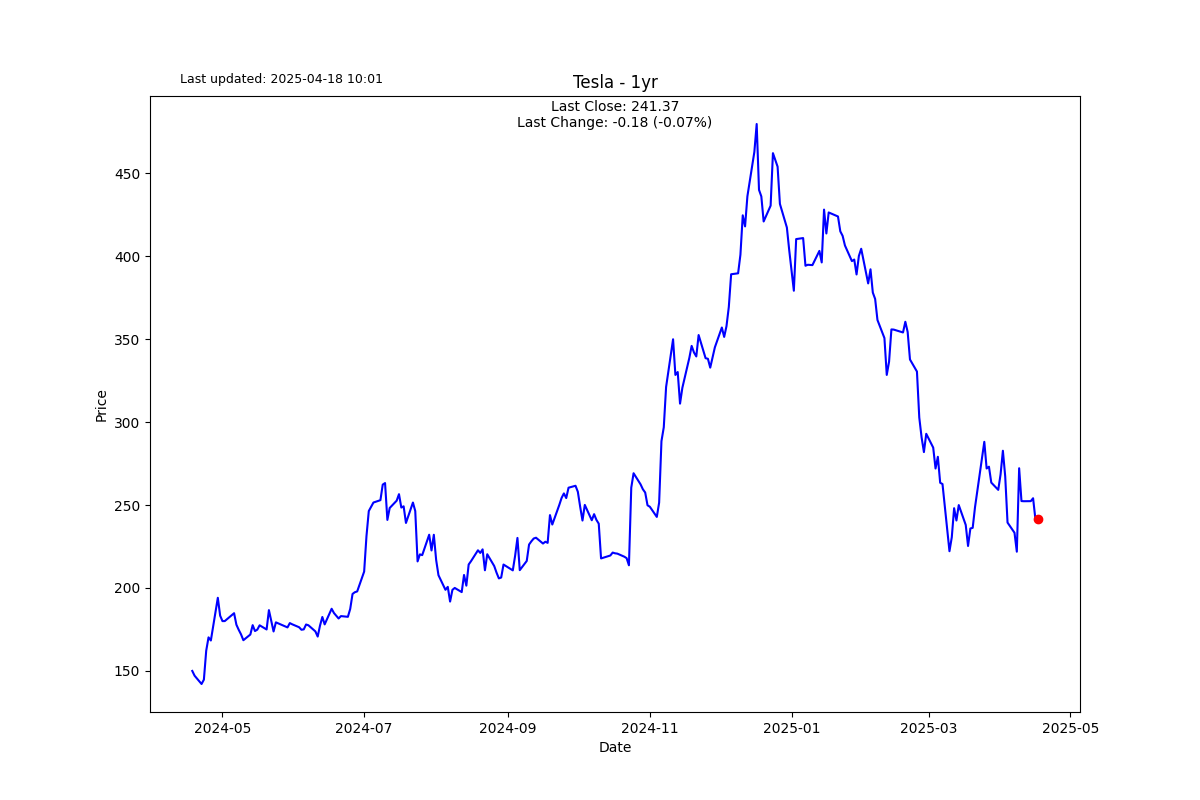 Last updated: 2025-04-18 10:01
Tesla - 1yr
Last Close: 241.37
Last Change: -0.18 (-0.07%)
450
400
350
300
250
200
150
Price
2024-05
2024-07
2024-09
2024-11
2025-01
2025-03
2025-05
Date